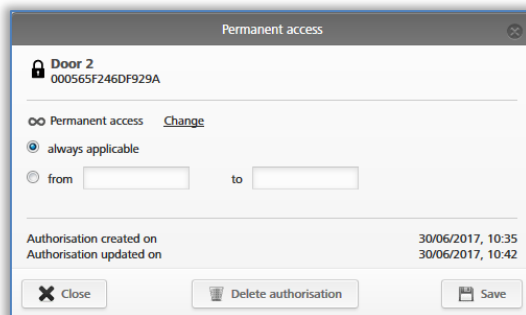 Permanent access
Door 2
000565F246DF929A
Permanent access Change
always applicable
from to
Authorisation created on 30/06/2017, 10:35
Authorisation updated on 30/06/2017, 10:42
Close Delete authorisation Save